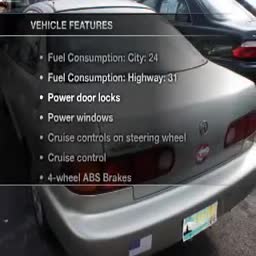 VEHICLE FEATURES
• Fuel Consumption: City: 24
• Fuel Consumption: Highway: 31
• Power door locks
• Power windows
• Cruise controls on steering wheel
• Cruise control
• 4-wheel ABS Brakes